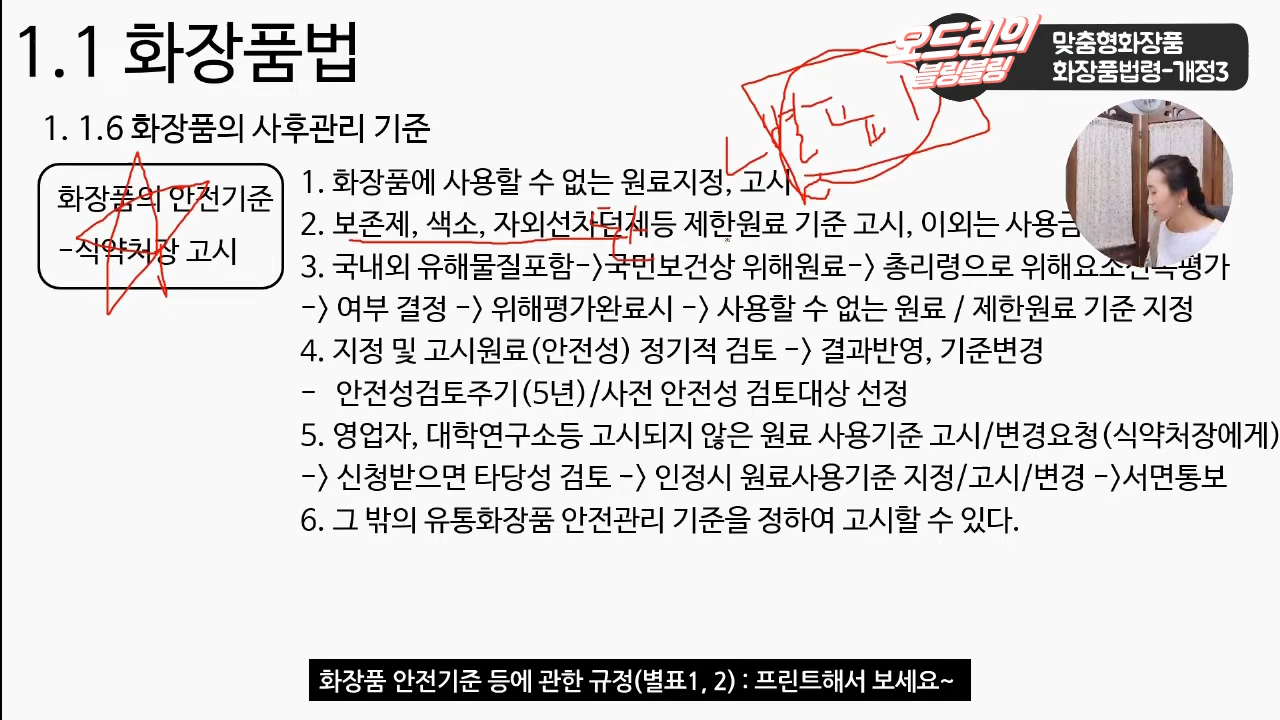 1.1 화장품법
오드리의
블링블링
맞춤형화장품
화장품법령-개정3
1. 1.6 화장품의 사후관리 기준
화장품의 안전기준
-식약처장 고시
1. 화장품에 사용할 수 없는 원료지정, 고시
2. 보존제, 색소, 자외선차단제등 제한원료 기준 고시, 이외는
3. 국내외 유해물질포함->국민보건상 위해원료-> 총리령으로 위해요소신속평가
-> 여부 결정 -> 위해평가완료시 -> 사용할 수 없는 원료 / 제한원료 기준 지정
4. 지정 및 고시원료(안전성) 정기적 검토 -> 결과반영, 기준변경
- 안전성검토주기(5년)/사전 안전성 검토대상 선정
5. 영업자, 대학연구소등 고시되지 않은 원료 사용기준 고시/변경요청(식약처장에게)
-> 신청받으면 타당성 검토 -> 인정시 원료사용기준 지정/고시/변경 ->서면통보
6. 그 밖의 유통화장품 안전관리 기준을 정하여 고시할 수 있다.
화장품 안전기준 등에 관한 규정(별표1, 2) : 프린트해서 보세요~